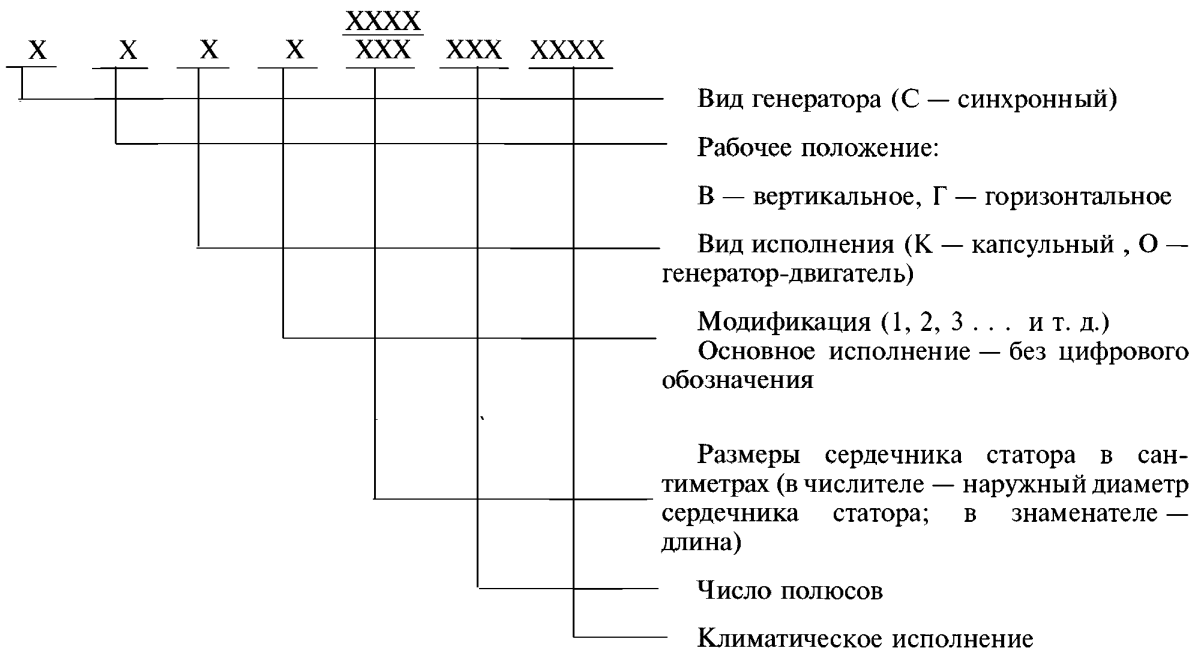 XXXX
X X X X XXX XXX XXXX
Вид генератора (С — синхронный)
Рабочее положение:
В — вертикальное, Г — горизонтальное
Вид исполнения (К — капсульный , О —
генератор-двигатель)
Модификация (1, 2, 3 . . . и т. д.)
Основное исполнение — без цифрового
обозначения
Размеры сердечника статора в сан-
тиметрах (в числителе — наружный диаметр
сердечника статора; в знаменателе —
длина)
Число полюсов
Климатическое исполнение